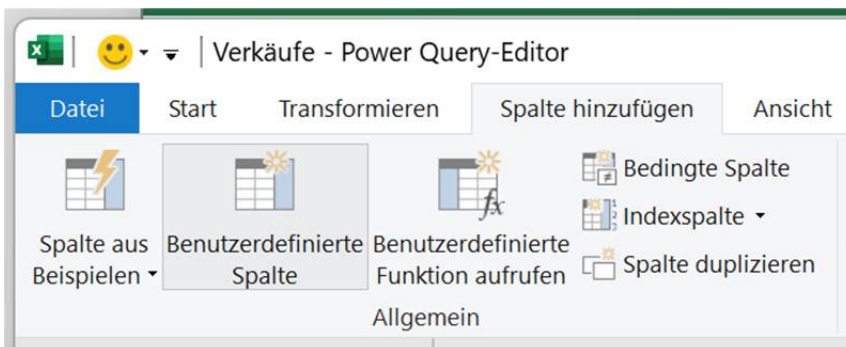 Verkäufe - Power Query-Editor
Datei Start Transformieren Spalte hinzufügen Ansicht
Spalte aus
Beispielen
Benutzerdefinierte
Spalte
Benutzerdefinierte
Funktion aufrufen
fx
Bedingte Spalte
Indexspalte
Spalte duplizieren
Allgemein